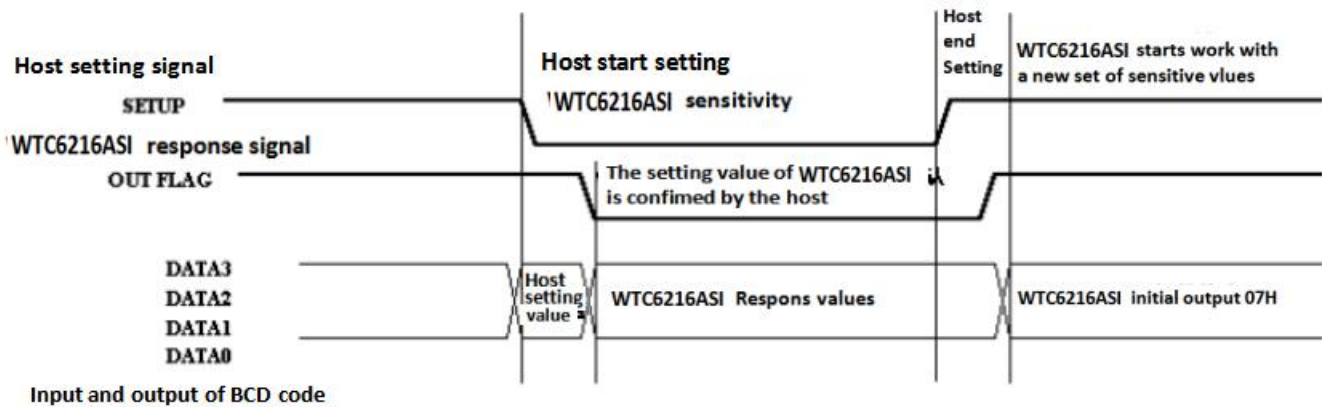 Host
end
Setting
Host setting signal
Host start setting
WTC6216ASI starts work with
a new set of sensitive vlues
SETUP
WTC6216ASI sensitivity
WTC6216ASI response signal
OUT FLAG
The setting value of WTC6216ASI
is confimed by the host
DATA3
DATA2
DATA1
DATA0
Host
setting
value
WTC6216ASI Respons values
WTC6216ASI initial output 07H
Input and output of BCD code